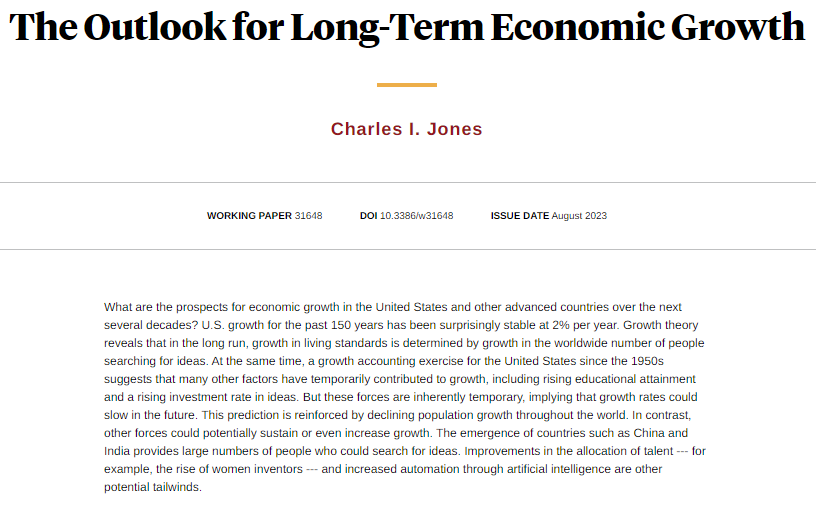 The Outlook for Long-Term Economic Growth
Charles I. Jones
WORKING PAPER 31648 DOI 10.3386/w31648 ISSUE DATE August 2023
What are the prospects for economic growth in the United States and other advanced countries over the next
several decades? U.S. growth for the past 150 years has been surprisingly stable at 2% per year. Growth theory
reveals that in the long run, growth in living standards is determined by growth in the worldwide number of people
searching for ideas. At the same time, a growth accounting exercise for the United States since the 1950s
suggests that many other factors have temporarily contributed to growth, including rising educational attainment
and a rising investment rate in ideas. But these forces are inherently temporary, implying that growth rates could
slow in the future. This prediction is reinforced by declining population growth throughout the world. In contrast,
other forces could potentially sustain or even increase growth. The emergence of countries such as China and
India provides large numbers of people who could search for ideas. Improvements in the allocation of talent --- for
example, the rise of women inventors --- and increased automation through artificial intelligence are other
potential tailwinds.